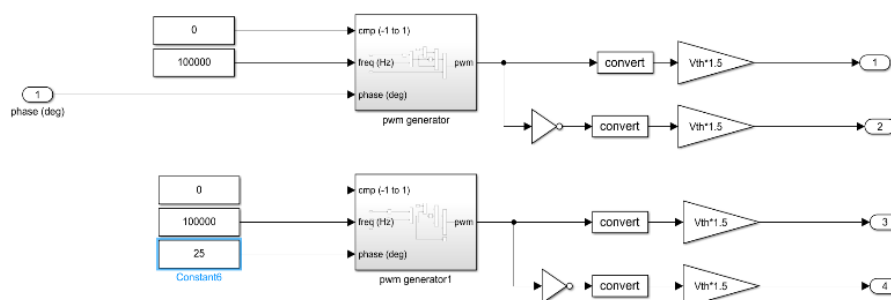 0
cmp (-1 to 1)
100000
freq (Hz)
pwm
convert
Vth*1.5
1
1
phase (deg)
phase (deg)
pwm generator
convert
Vth*1.5
2
0
cmp (-1 to 1)
100000
freq (Hz)
pwm
convert
Vth*1.5
3
25
phase (deg)
Constant6
pwm generator1
convert
Vth*1.5
4